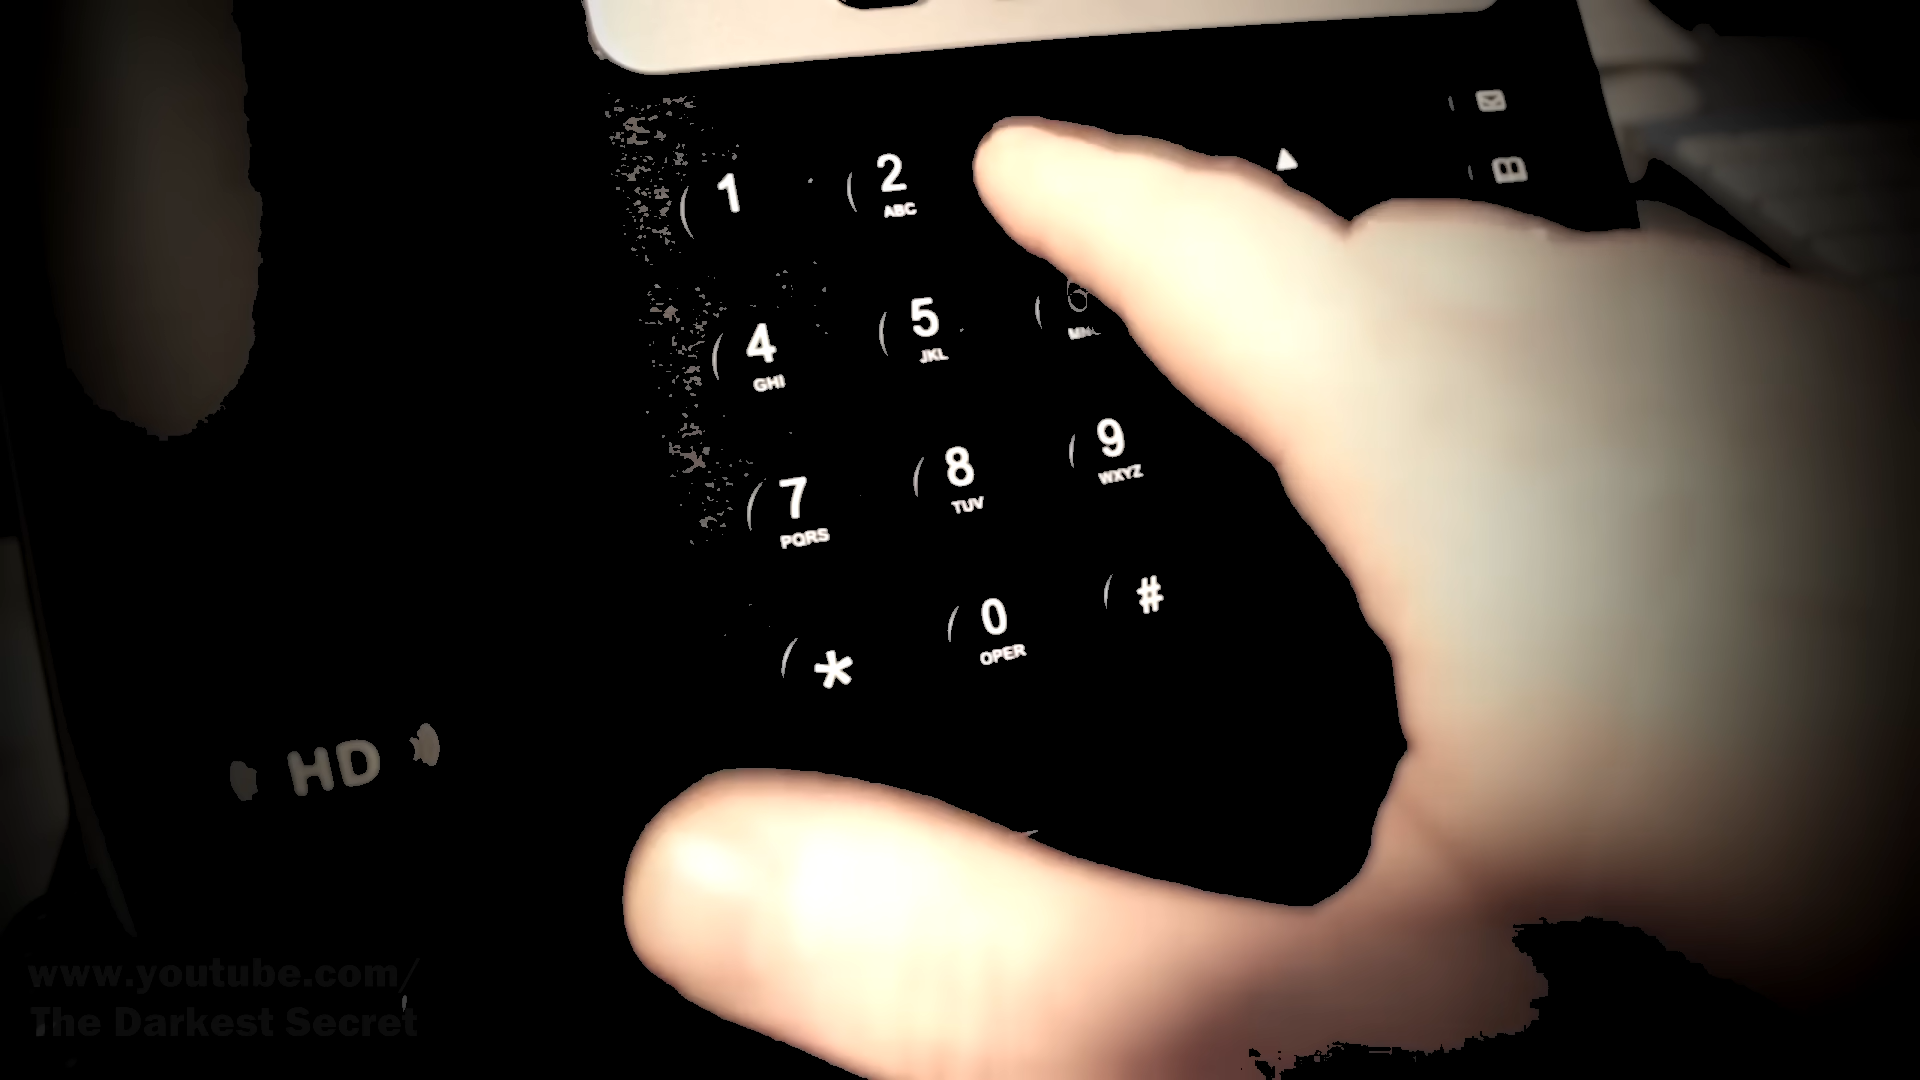 1
2
ABC
4
GHI
5
JKL
6
7
PQRS
8
TUV
9
WXYZ
*
0
OPER
#
HD
www.youtube.com/
The Darkest Secret